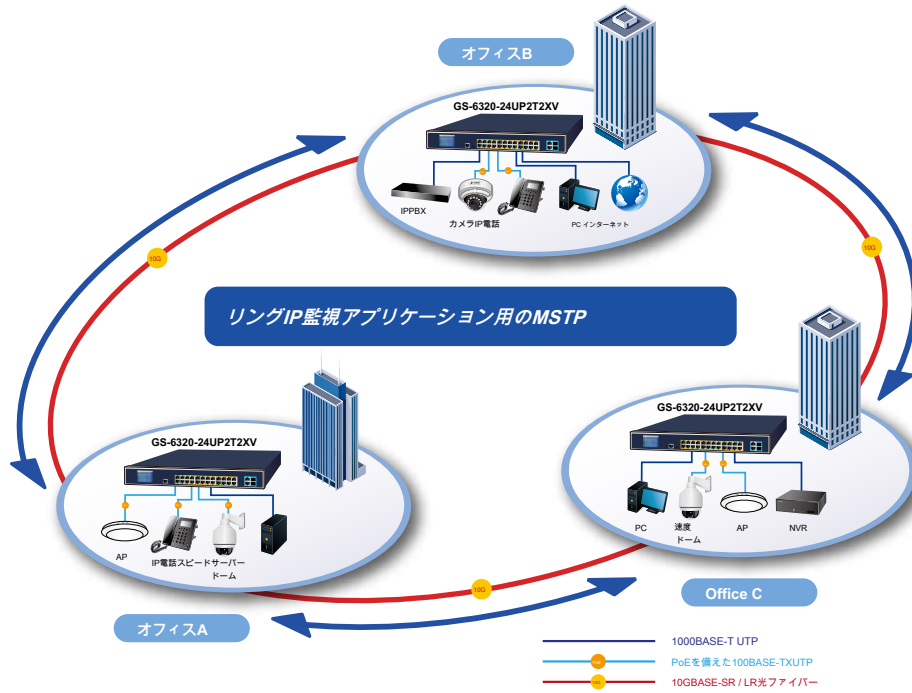 オフィスB
GS-6320-24UP2T2XV
IPPBX
カメラIP電話
PC インターネット
10G
10G
リングIP監視アプリケーション用のMSTP
GS-6320-24UP2T2XV
AP
IP電話スピードサーバー
ドーム
オフィスA
GS-6320-24UP2T2XV
PC
速度
ドーム
AP
NVR
Office C
10G
1000BASE-T UTP
PoE
PoEを備えた100BASE-TXUTP
10G
10GBASE-SR / LR光ファイバー